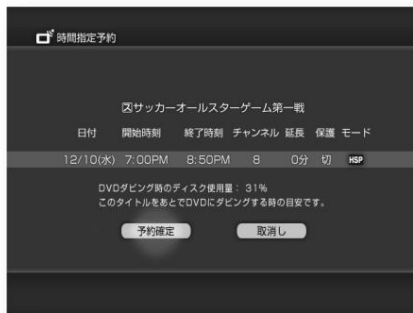 時間指定予約
スサッカーオールスターゲーム第一戦
日付 開始時刻 終了時刻 チャンネル 延長 保護 モード
12/10(水) 7:00PM 8:50PM 8 0分 切 HSP
DVDダビング時のディスク使用量： 31%
このタイトルをあとでDVDにダビングする時の目安です。
予約確定 取消し